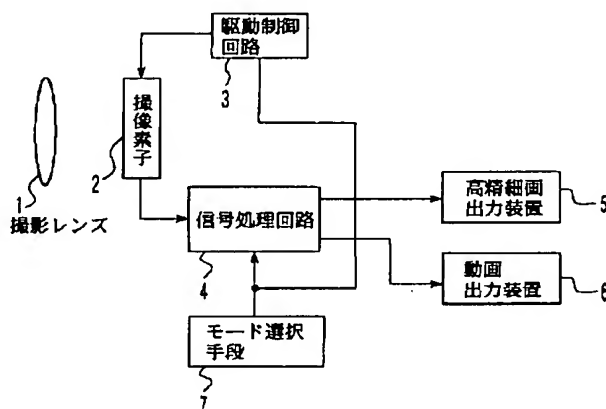 駆動制御
回路
3
撮像素子
2
1
撮影レンズ
信号処理回路
4
高精細画
出力装置
5
動画
出力装置
6
モード選択
手段
7